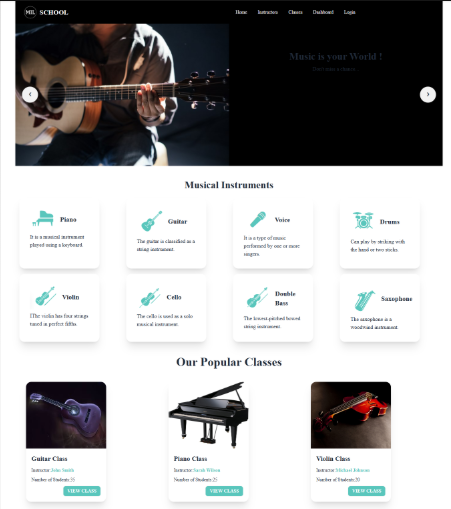 MIL SCHOOL
Home Instructors Classes Dashboard Login
Music is your World !
Musical Instruments
Piano
It is a musical instrument
played using a keyboard.
Guitar
The guitar is classified as a
string instrument.
Voice
It is a type of music
performed by one or more
singers.
Drums
Can play by striking with
the hand or two sticks.
Violin
The violin has four strings
tuned in perfect fifths.
Cello
The cello is used as a solo
musical instrument.
Double
Bass
The lowest-pitched bowed
string instrument.
Saxophone
The saxophone is a
woodwind instrument.
Our Popular Classes
Guitar Class
Instructor: John Smith
Number of Students:
VIEW CLASS
Piano Class
Instructor: Sarah Wilson
Number of Students: 25
VIEW CLASS
Violin Class
Instructor: Michael Johnson
Number of Students: 20
VIEW CLASS